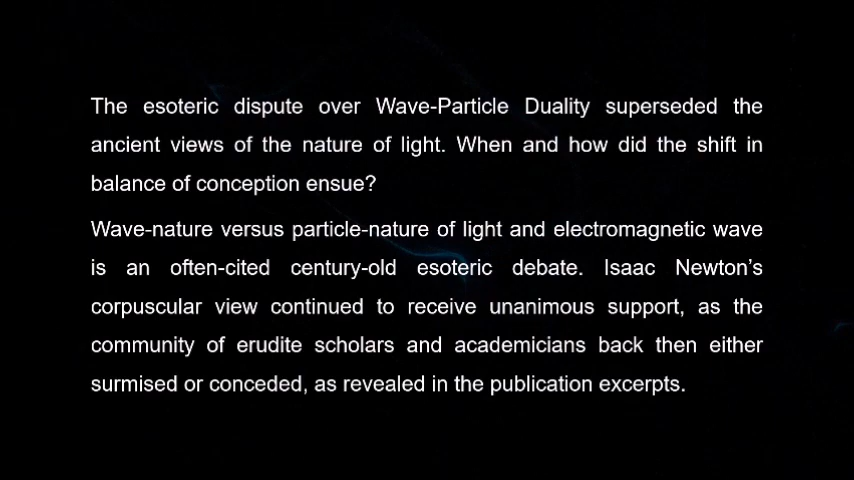 The esoteric dispute over Wave-Particle Duality superseded the
ancient views of the nature of light. When and how did the shift in
balance of conception ensue?
Wave-nature versus particle-nature of light and electromagnetic wave
is an often-cited century-old esoteric debate. Isaac Newton’s
corpuscular view continued to receive unanimous support, as the
community of erudite scholars and academicians back then either
surmised or conceded, as revealed in the publication excerpts.